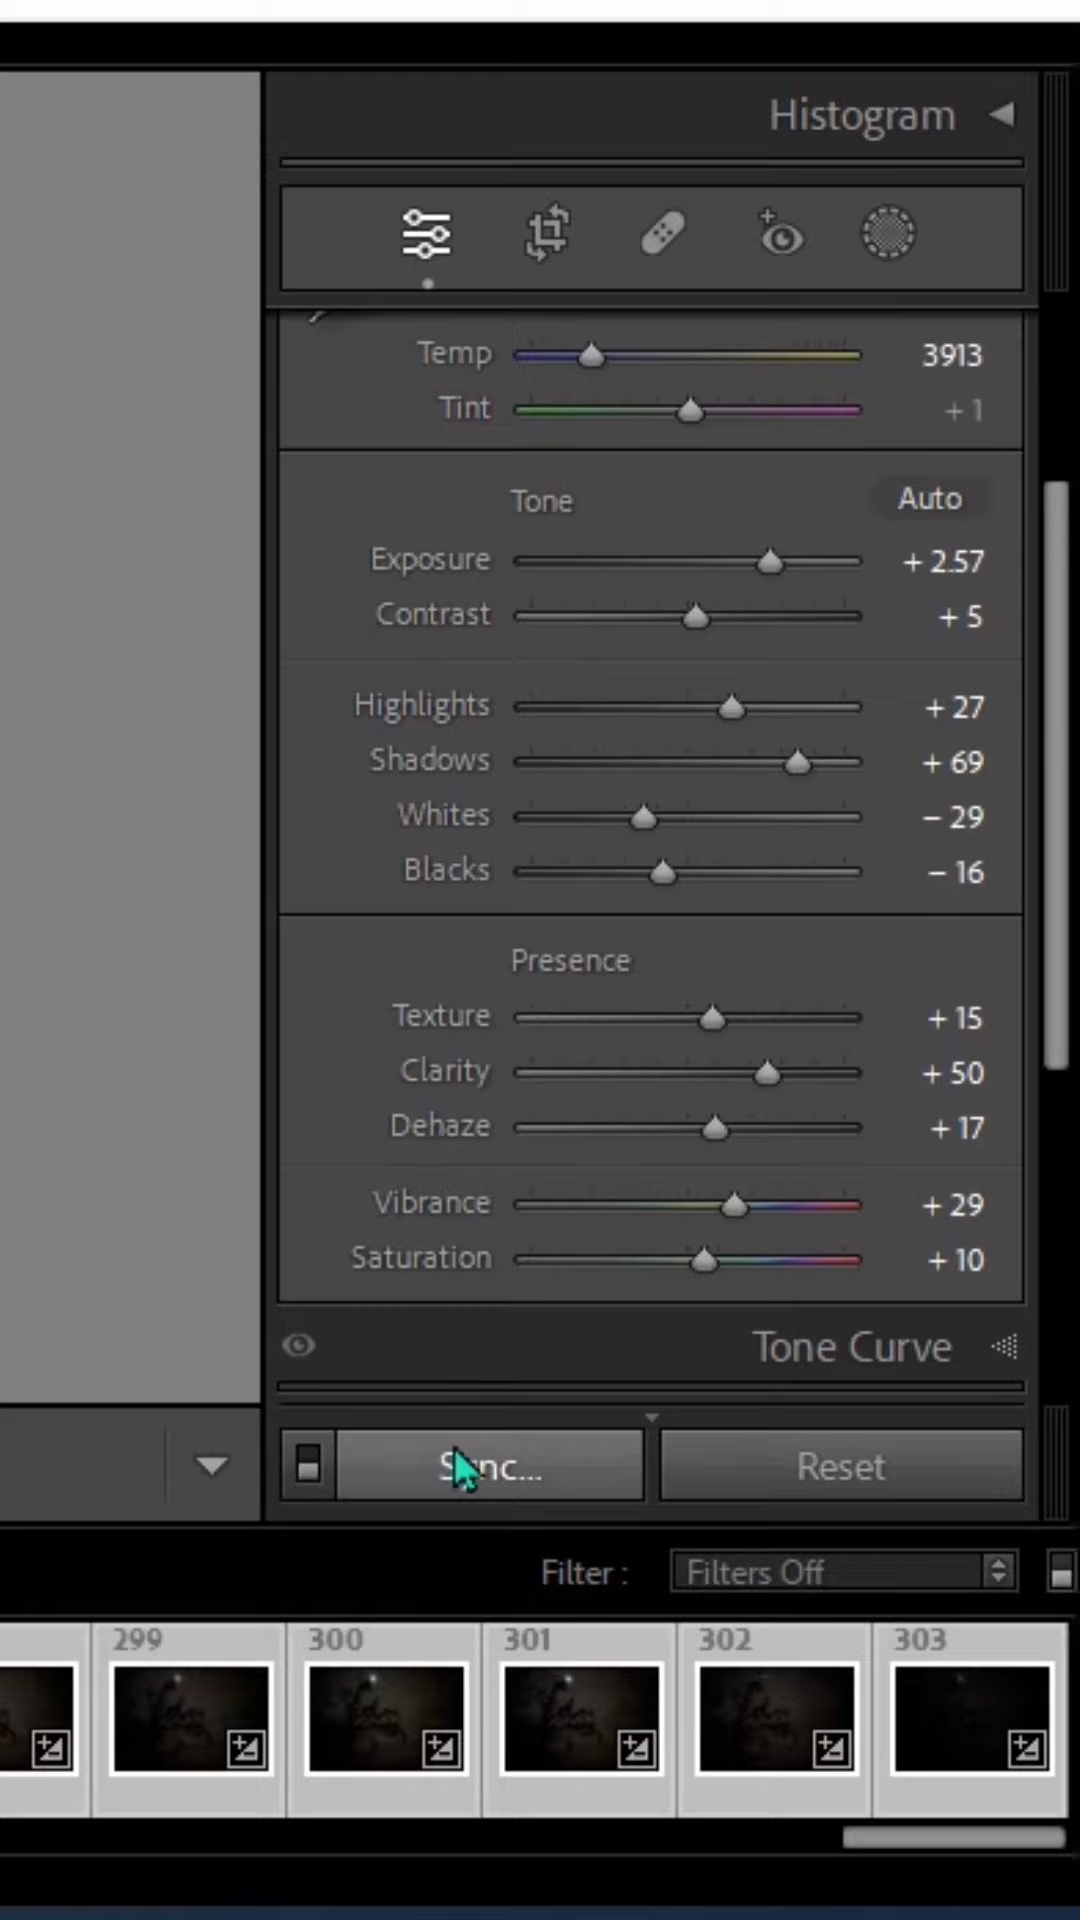 Histogram
Temp 3913
Tint + 1
Tone Auto
Exposure + 2.57
Contrast + 5
Highlights + 27
Shadows + 69
Whites − 29
Blacks − 16
Presence
Texture + 15
Clarity + 50
Dehaze + 17
Vibrance + 29
Saturation + 10
Tone Curve
Sync... Reset
Filter : Filters Off
299 300 301 302 303